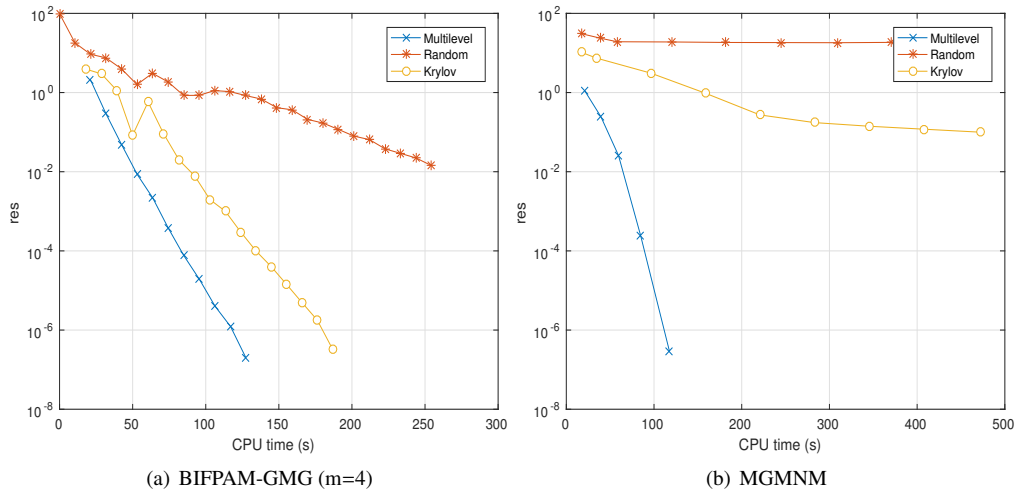 10^2
10^0
10^-2
10^-4
10^-6
10^-8
res
0 50 100 150 200 250 300
CPU time (s)
Multilevel
Random
Krylov
(a) BIFPAM-GMG (m=4)
10^2
10^0
10^-2
10^-4
10^-6
10^-8
res
0 100 200 300 400 500
CPU time (s)
Multilevel
Random
Krylov
(b) MGMNM